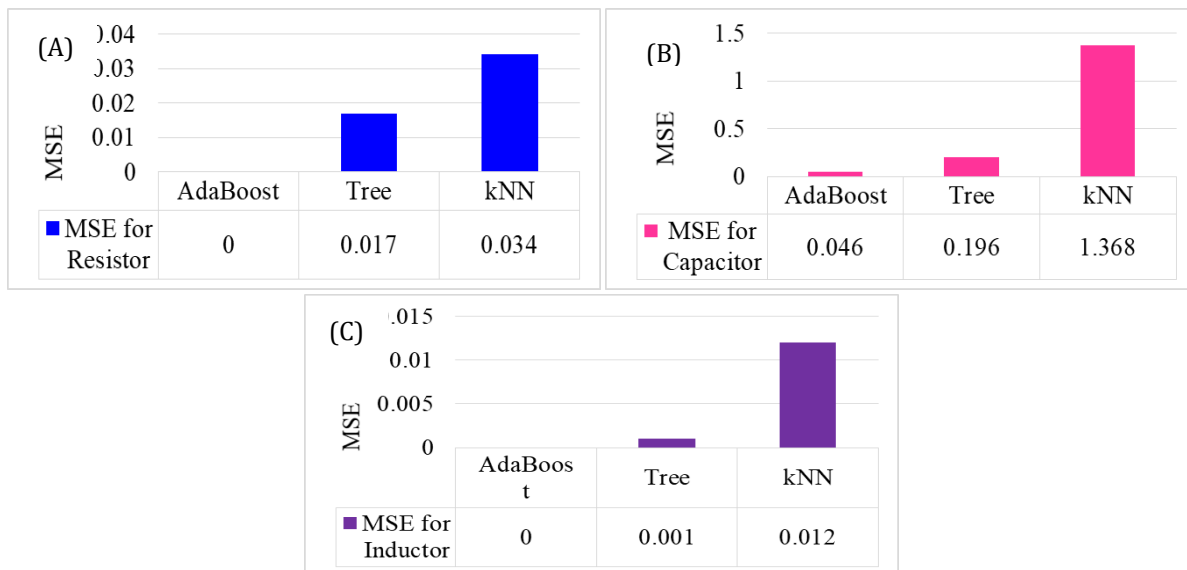 (A)
MSE
).04
0.03
0.02
0.01
0
AdaBoost Tree kNN
MSE for
Resistor
0 0.017 0.034
(B)
MSE
1.5
1
0.5
0
AdaBoost Tree kNN
MSE for
Capacitor
0.046 0.196 1.368
(C)
MSE
.015
0.01
0.005
0
AdaBoos
t
Tree kNN
MSE for
Inductor
0 0.001 0.012